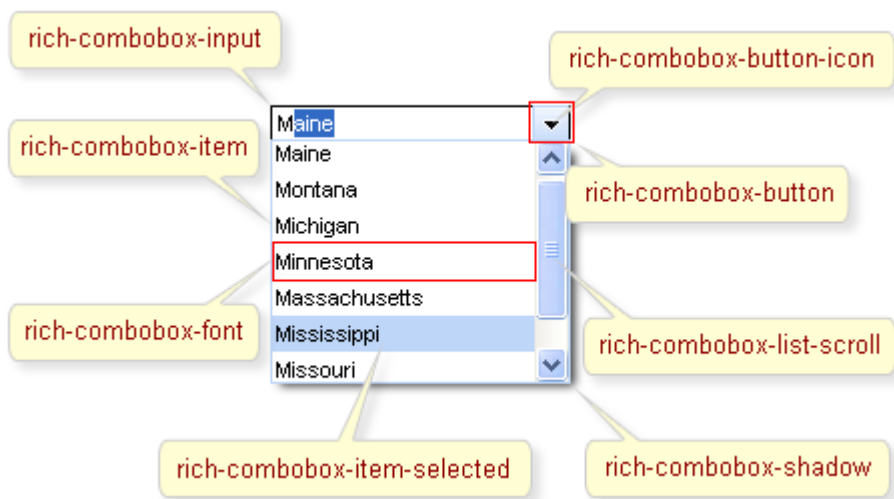 rich-combobox-input
rich-combobox-button-icon
Maine
rich-combobox-item
Maine
Montana
rich-combobox-button
Michigan
Minnesota
Massachusetts
rich-combobox-font
Mississippi
rich-combobox-list-scroll
Missouri
rich-combobox-item-selected
rich-combobox-shadow